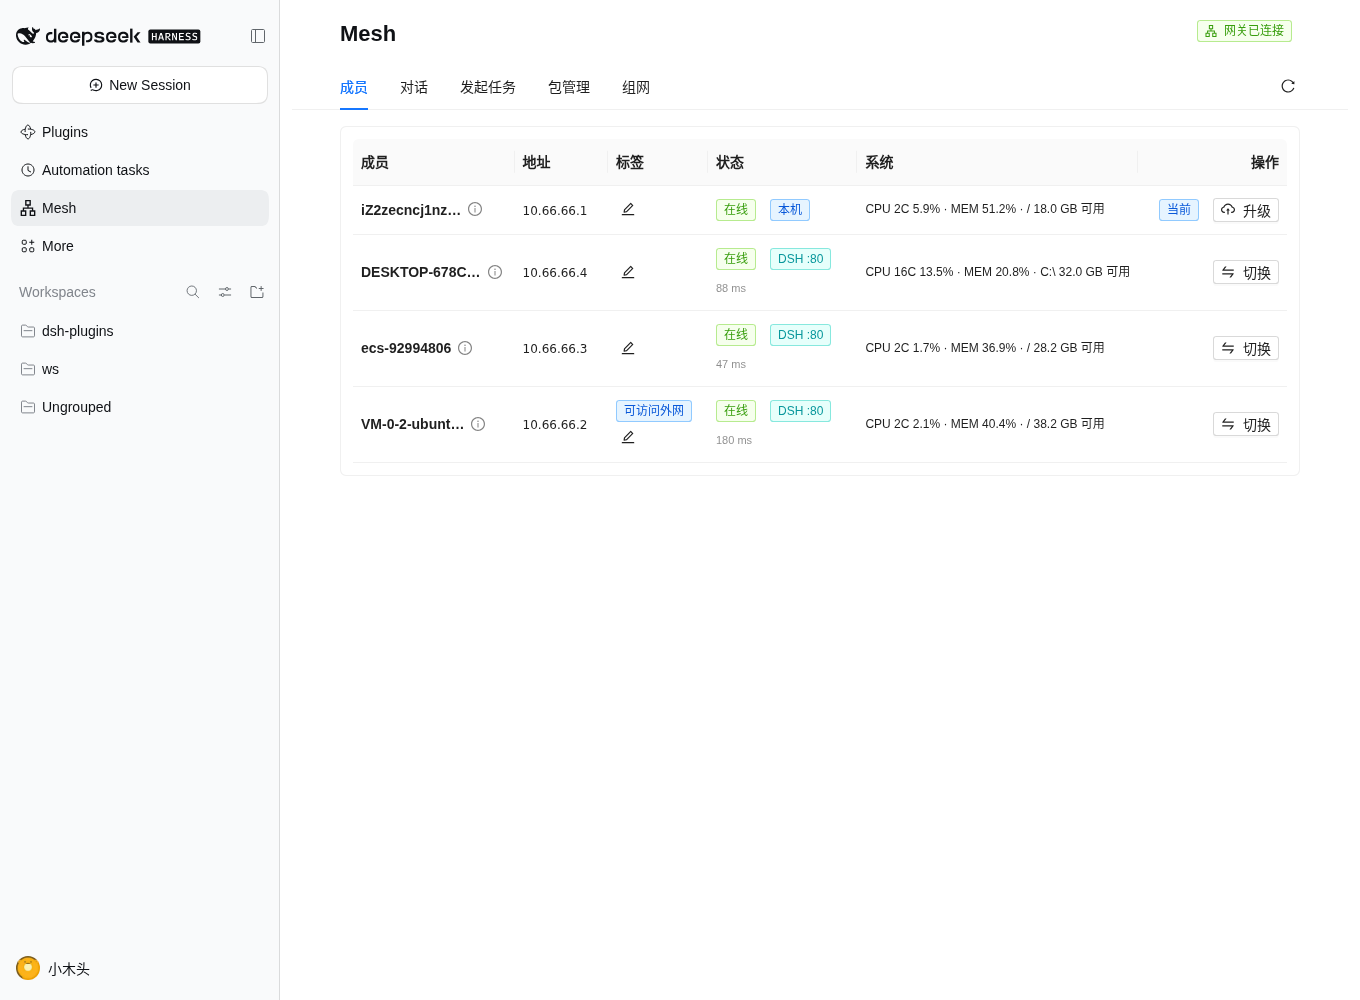 deepseek HARNESS
New Session
Plugins
Automation tasks
Mesh
More
Workspaces
dsh-plugins
ws
Ungrouped
小木头
Mesh
网关已连接
成员 对话 发起任务 包管理 组网
成员 地址 标签 状态 系统 操作
iZ2zecncj1nz... 10.66.66.1 在线 本机 CPU 2C 5.9% · MEM 51.2% · / 18.0 GB 可用 当前 升级
DESKTOP-678C... 10.66.66.4 在线 DSH :80 CPU 16C 13.5% · MEM 20.8% · C:\ 32.0 GB 可用 切换
88 ms
ecs-92994806 10.66.66.3 在线 DSH :80 CPU 2C 1.7% · MEM 36.9% · / 28.2 GB 可用 切换
47 ms
VM-0-2-ubunt... 10.66.66.2 可访问外网 在线 DSH :80 CPU 2C 2.1% · MEM 40.4% · / 38.2 GB 可用 切换
180 ms